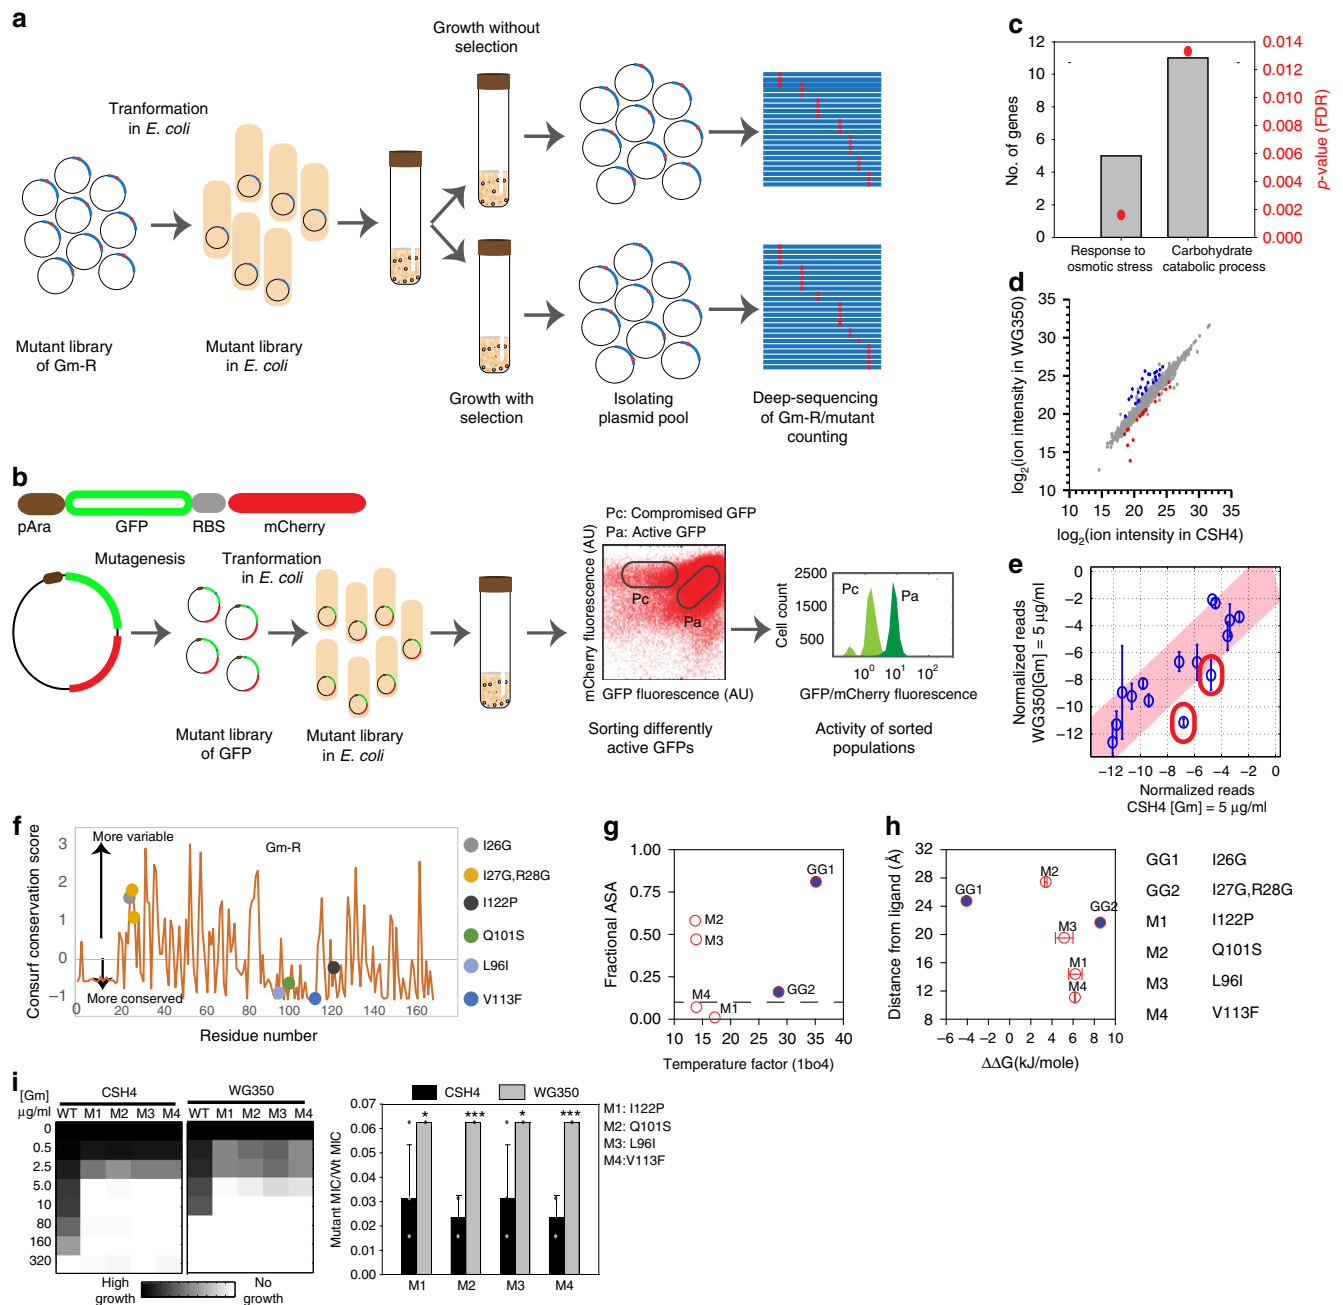 a
Growth without
selection
Tranformation
in E. coli
Mutant library
of Gm-R
Mutant library
in E. coli
Growth with
selection
Isolating
plasmid pool
Deep-sequencing
of Gm-R/mutant
counting
b
pAra
GFP
RBS
mCherry
Mutagenesis
Tranformation
in E. coli
Mutant library
of GFP
Mutant library
in E. coli
Pc: Compromised GFP
Pa: Active GFP
mCherry fluorescence (AU)
Pc
Pa
GFP fluorescence (AU)
Sorting differently
active GFPs
Cell count
2500
1500
500
Pc
Pa
10⁰ 10¹ 10²
GFP/mCherry fluorescence
Activity of sorted
populations
c
No. of genes
12
10
8
6
4
2
0
0.014
0.012
0.010
0.008
0.006
0.004
0.002
0.000
p-value (FDR)
Response to
osmotic stress
Carbohydrate
catabolic process
d
log₂(ion intensity in WG350)
35
30
25
20
15
10
10 15 20 25 30 35
log₂(ion intensity in CSH4)
e
Normalized reads
WG350[Gm] = 5 µg/ml
0
−2
−4
−6
−8
−10
−12
−12 −10 −8 −6 −4 −2 0
Normalized reads
CSH4 [Gm] = 5 µg/ml
f
Consurf conservation score
3
2
1
0
−1
More variable
Gm-R
More conserved
0 20 40 60 80 100 120 140 160
Residue number
I26G
I27G,R28G
I122P
Q101S
L96I
V113F
g
Fractional ASA
1.00
0.75
0.50
0.25
0.00
GG1
M2
M3
GG2
M4
M1
10 15 20 25 30 35 40
Temperature factor (1bo4)
h
Distance from ligand (Å)
32
28
24
20
16
12
8
M2
GG1
GG2
M3
M1
M4
−6 −4 −2 0 2 4 6 8 10
ΔΔG(kJ/mole)
GG1 I26G
GG2 I27G,R28G
M1 I122P
M2 Q101S
M3 L96I
M4 V113F
i
[Gm]
µg/ml
CSH4
WG350
WT M1 M2 M3 M4
WT M1 M2 M3 M4
0
0.5
2.5
5.0
10
80
160
320
High
growth
No
growth
CSH4 WG350
Mutant MIC/Wt MIC
0.07
0.06
0.05
0.04
0.03
0.02
0.01
0.00
* *** * ***
M1 M2 M3 M4
M1: I122P
M2: Q101S
M3: L96I
M4:V113F